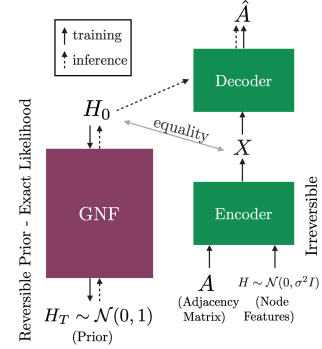 Â
training
inference
Decoder
H₀
equality
X
Reversible Prior - Exact Likelihood
GNF
Encoder
Irreversible
A
(Adjacency
Matrix)
H ∼ 𝒩(0, σ²I)
(Node
Features)
H_T ∼ 𝒩(0, 1)
(Prior)